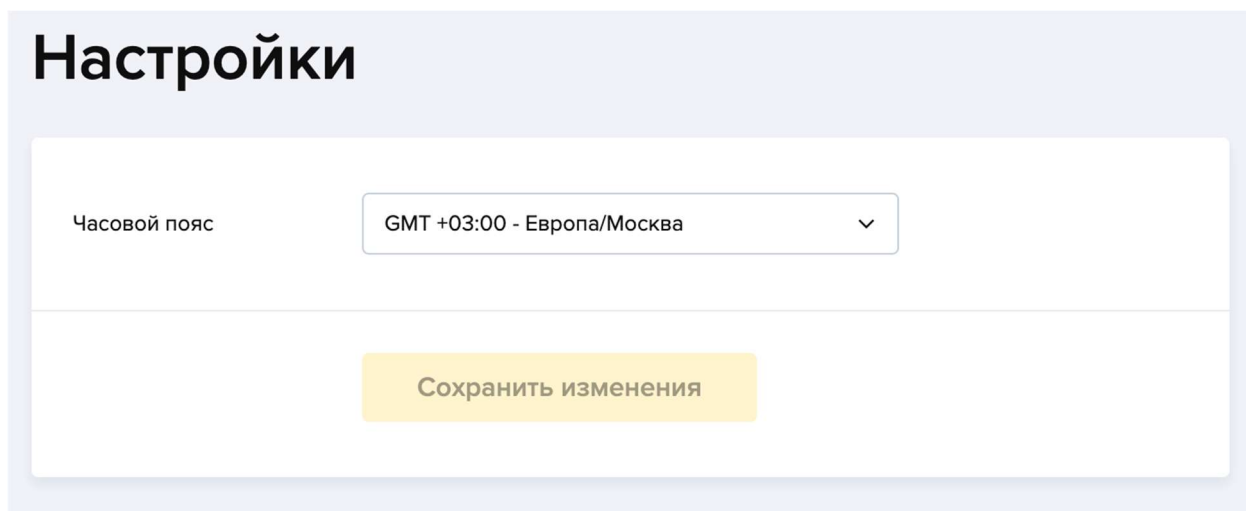 Настройки
Часовой пояс
GMT +03:00 - Европа/Москва
Сохранить изменения